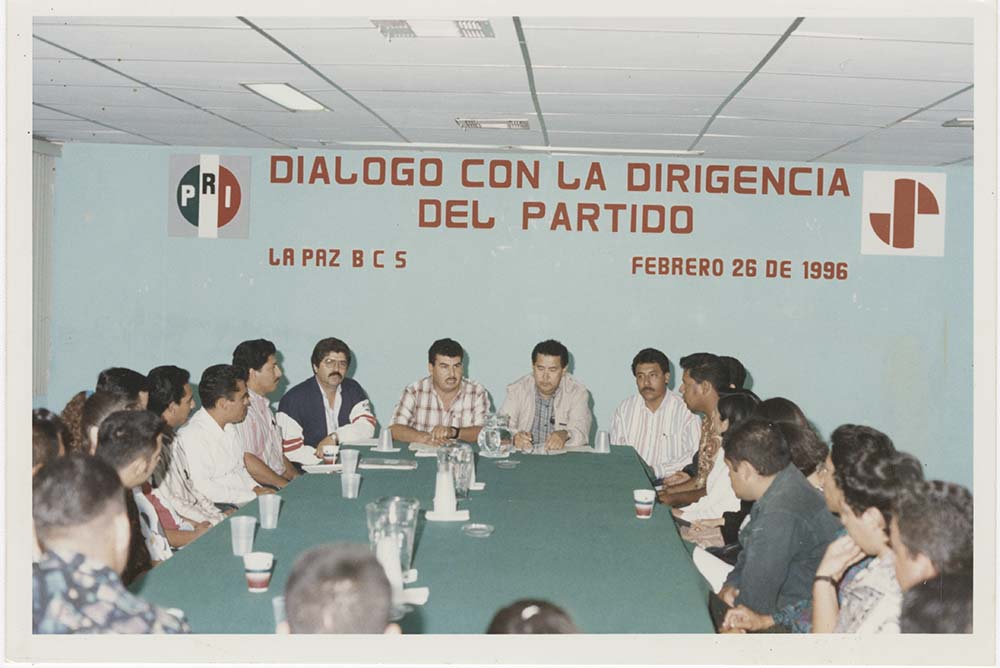 PRI
DIALOGO CON LA DIRIGENCIA
DEL PARTIDO
LA PAZ B C S
FEBRERO 26 DE 1996